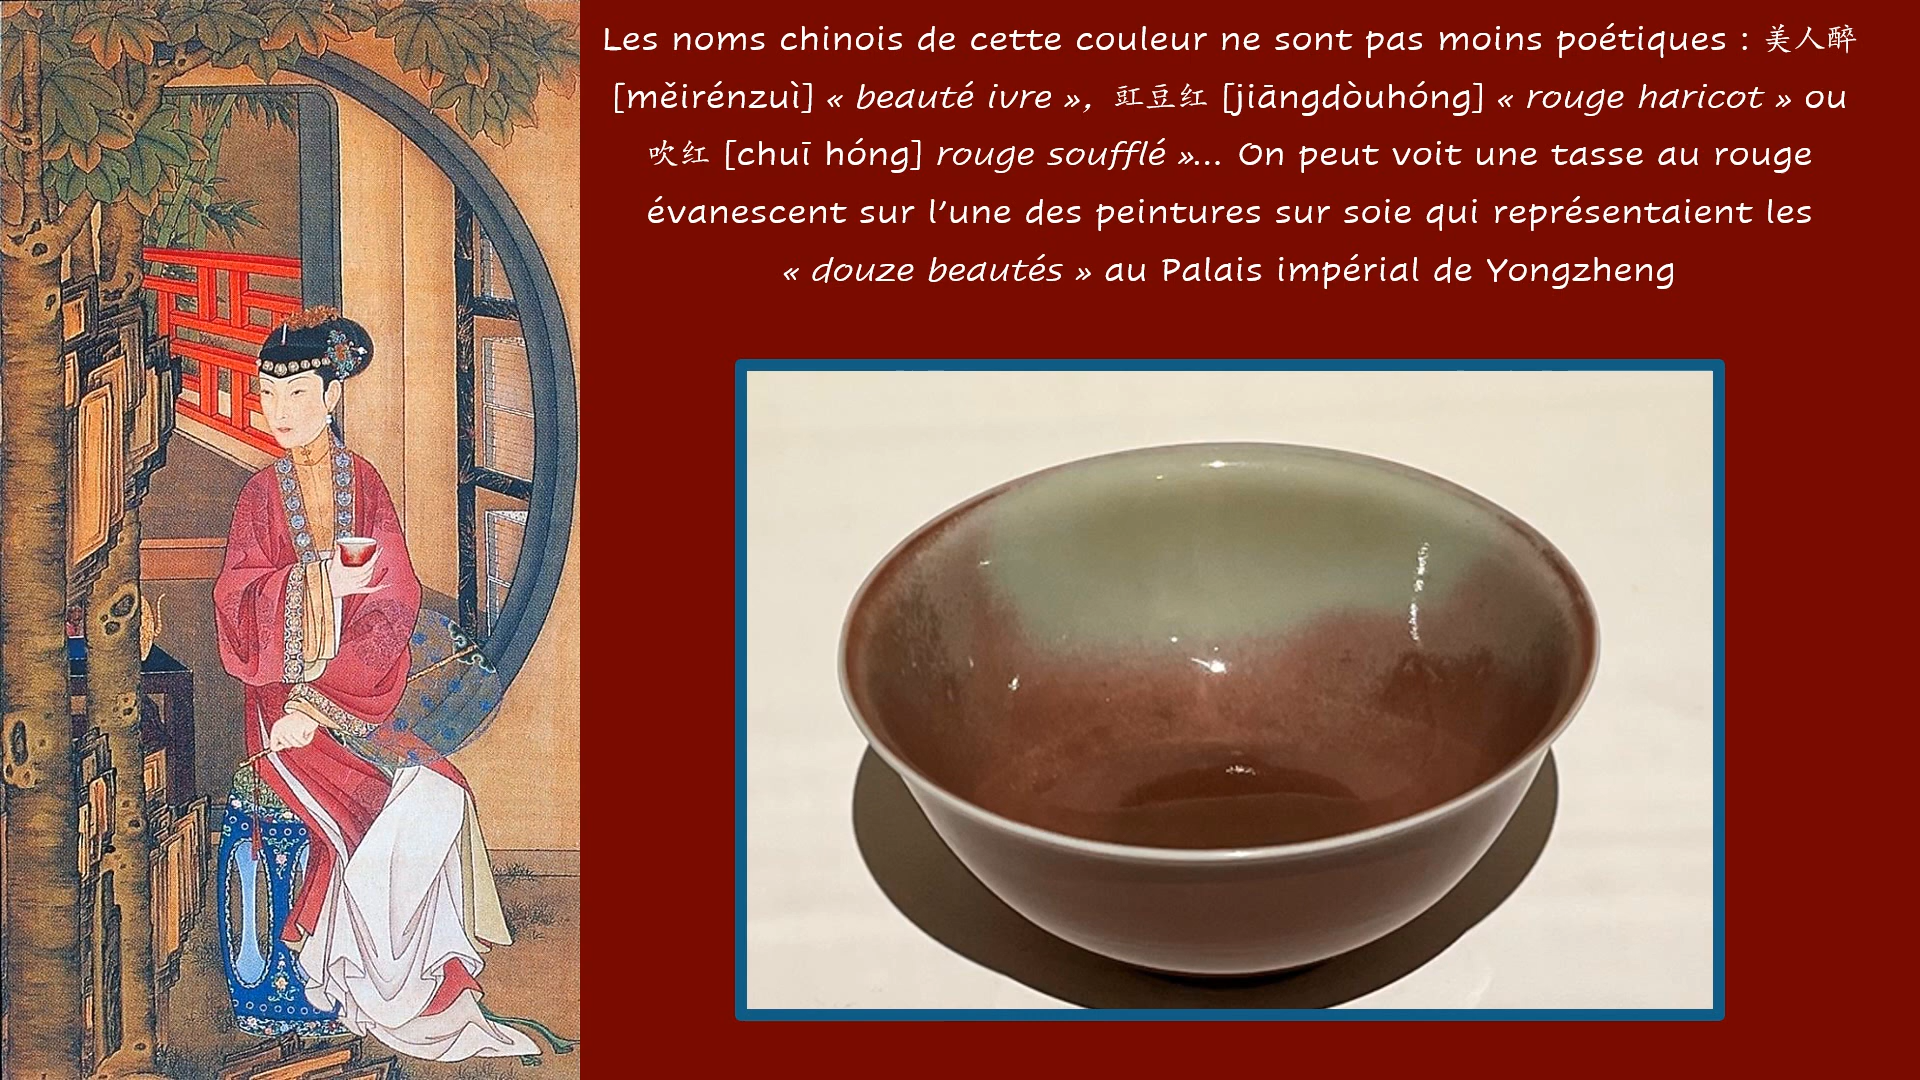 Les noms chinois de cette couleur ne sont pas moins poétiques : 美人醉
[měirénzuì] « beauté ivre », 豇豆红 [jiāngdòuhóng] « rouge haricot » ou
吹红 [chuī hóng] rouge soufflé »... On peut voit une tasse au rouge
évanescent sur l’une des peintures sur soie qui représentaient les
« douze beautés » au Palais impérial de Yongzheng